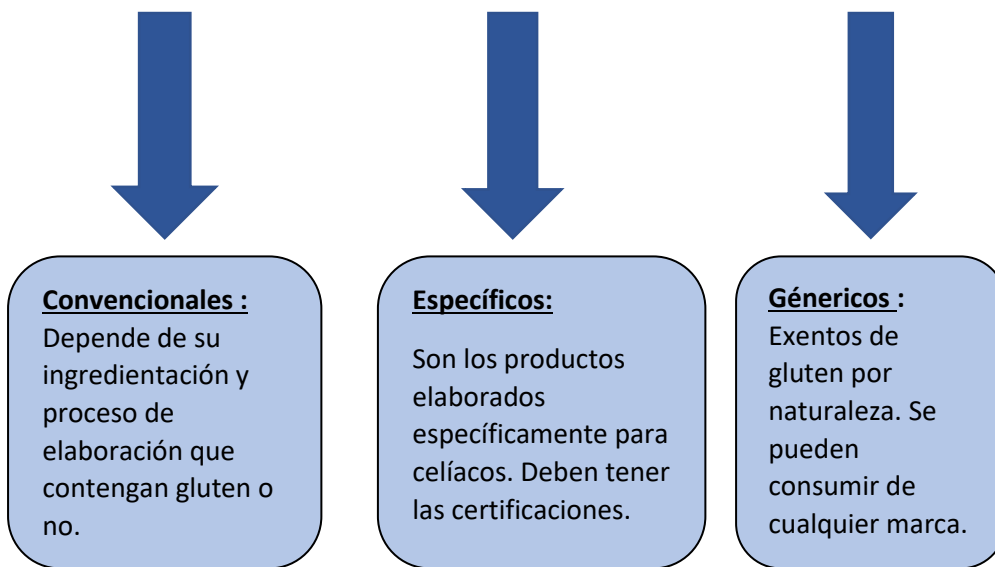 Convencionales :
Depende de su
ingredientación y
proceso de
elaboración que
contengan gluten o
no.
Específicos:
Son los productos
elaborados
específicamente para
celíacos. Deben tener
las certificaciones.
Génericos :
Exentos de
gluten por
naturaleza. Se
pueden
consumir de
cualquier marca.